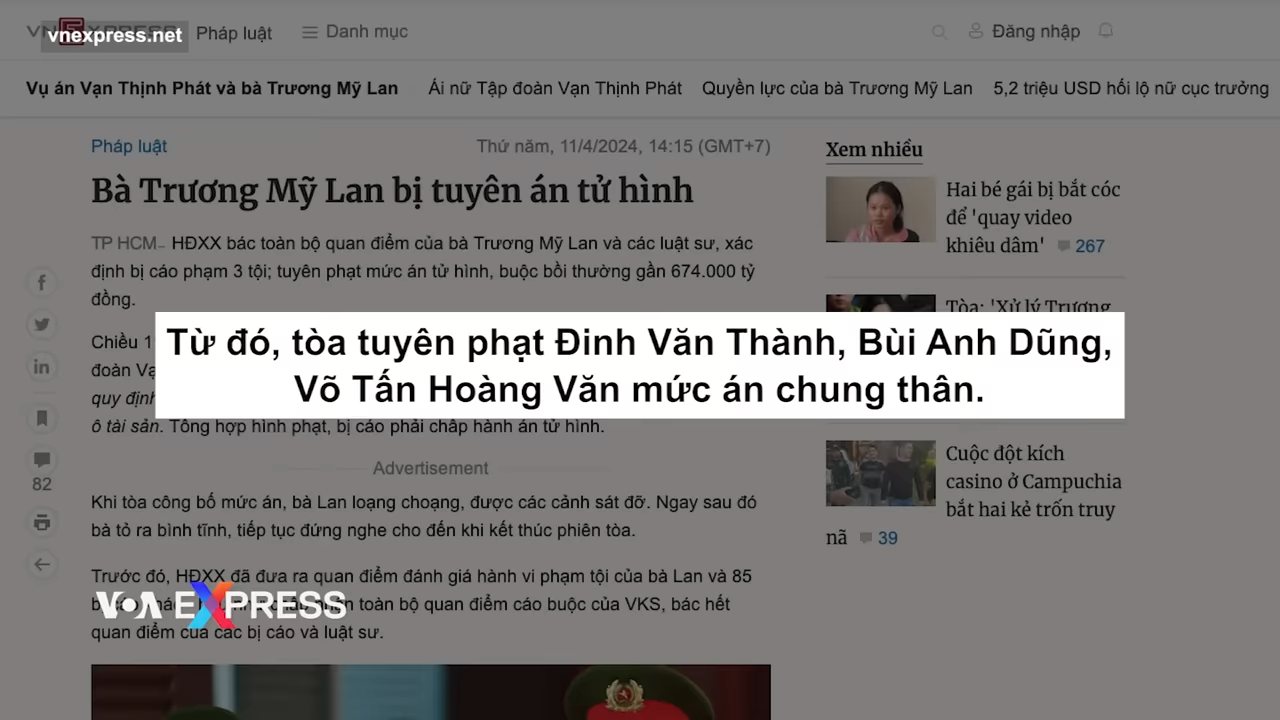 VNEXPRESS
vnexpress.net
Pháp luật
Danh mục
Đăng nhập
Vụ án Vạn Thịnh Phát và bà Trương Mỹ Lan
Ái nữ Tập đoàn Vạn Thịnh Phát
Quyền lực của bà Trương Mỹ Lan
5,2 triệu USD hối lộ nữ cục trưởng
Pháp luật
Thứ năm, 11/4/2024, 14:15 (GMT+7)
Bà Trương Mỹ Lan bị tuyên án tử hình
TP HCM– HĐXX bác toàn bộ quan điểm của bà Trương Mỹ Lan và các luật sư, xác
định bị cáo phạm 3 tội; tuyên phạt mức án tử hình, buộc bồi thường gần 674.000 tỷ
đồng.
Chiều
đoàn
quy định
Từ đó, tòa tuyên phạt Đinh Văn Thành, Bùi Anh Dũng,
Võ Tấn Hoàng Văn mức án chung thân.
ô tài sản. Tổng hợp hình phạt, bị cáo phải chấp hành án tử hình.
Advertisement
82
Khi tòa công bố mức án, bà Lan loạng choạng, được các cảnh sát đỡ. Ngay sau đó
bà tỏ ra bình tĩnh, tiếp tục đứng nghe cho đến khi kết thúc phiên tòa.
Trước đó, HĐXX đã đưa ra quan điểm đánh giá hành vi phạm tội của bà Lan và 85
toàn bộ quan điểm cáo buộc của VKS, bác hết
quan điểm của các bị cáo và luật sư.
VOA EXPRESS
Xem nhiều
Hai bé gái bị bắt cóc
để 'quay video
khiêu dâm' 267
Tòa: 'Xử lý Trương
Cuộc đột kích
casino ở Campuchia
bắt hai kẻ trốn truy
nã 39